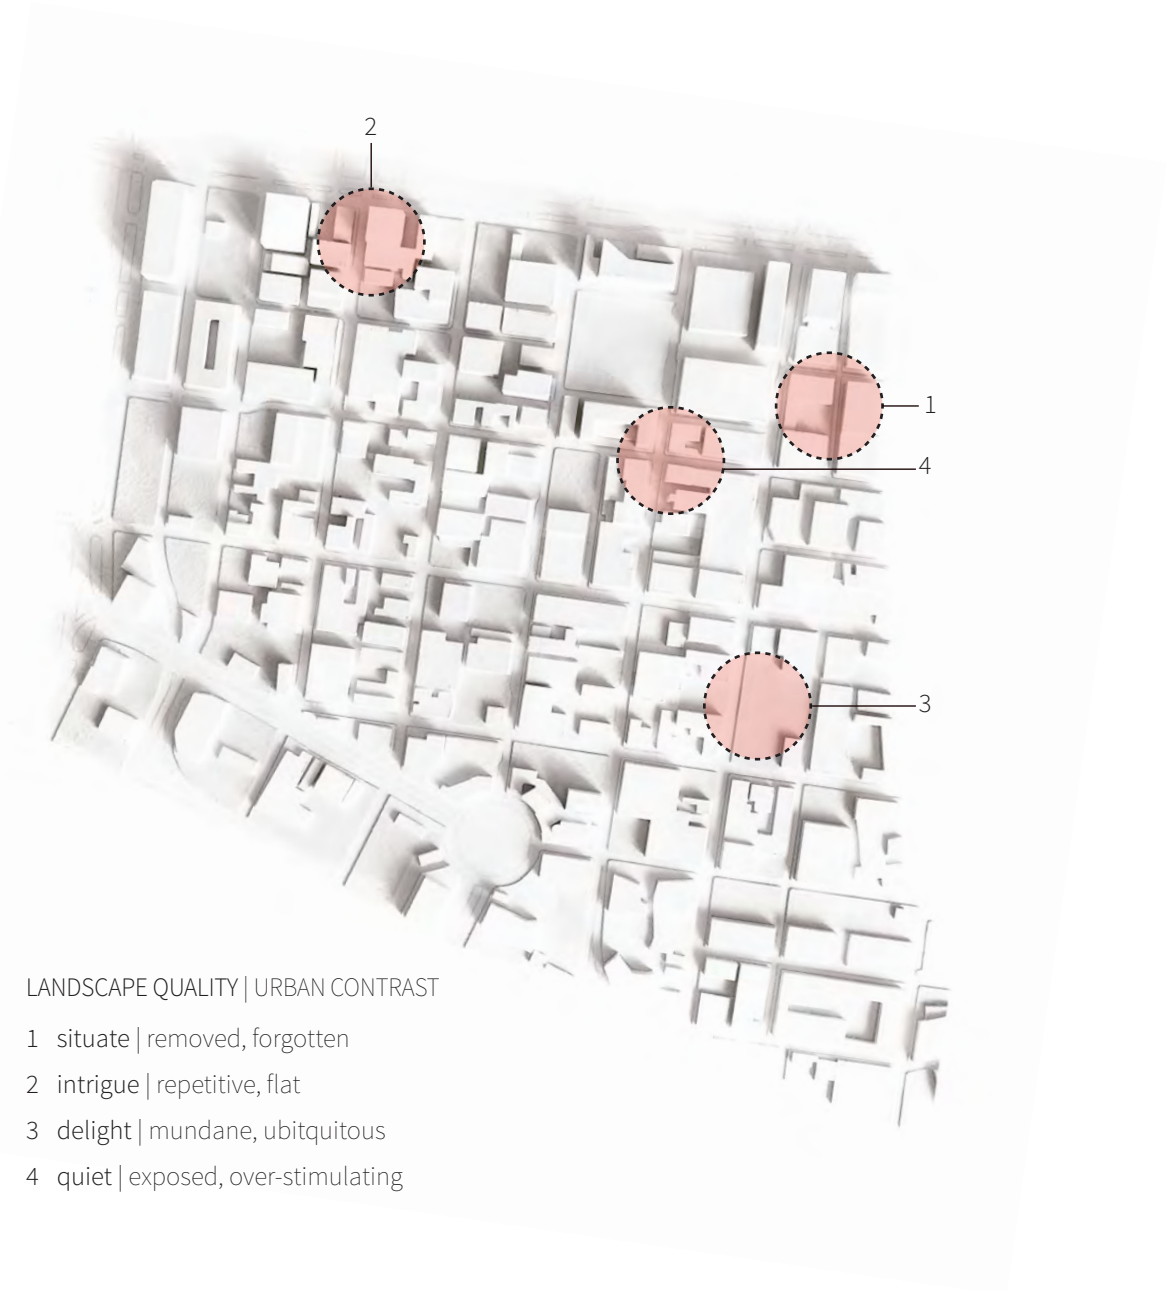 2
1
4
3
LANDSCAPE QUALITY | URBAN CONTRAST
1 situate | removed, forgotten
2 intrigue | repetitive, flat
3 delight | mundane, ubitquitous
4 quiet | exposed, over-stimulating